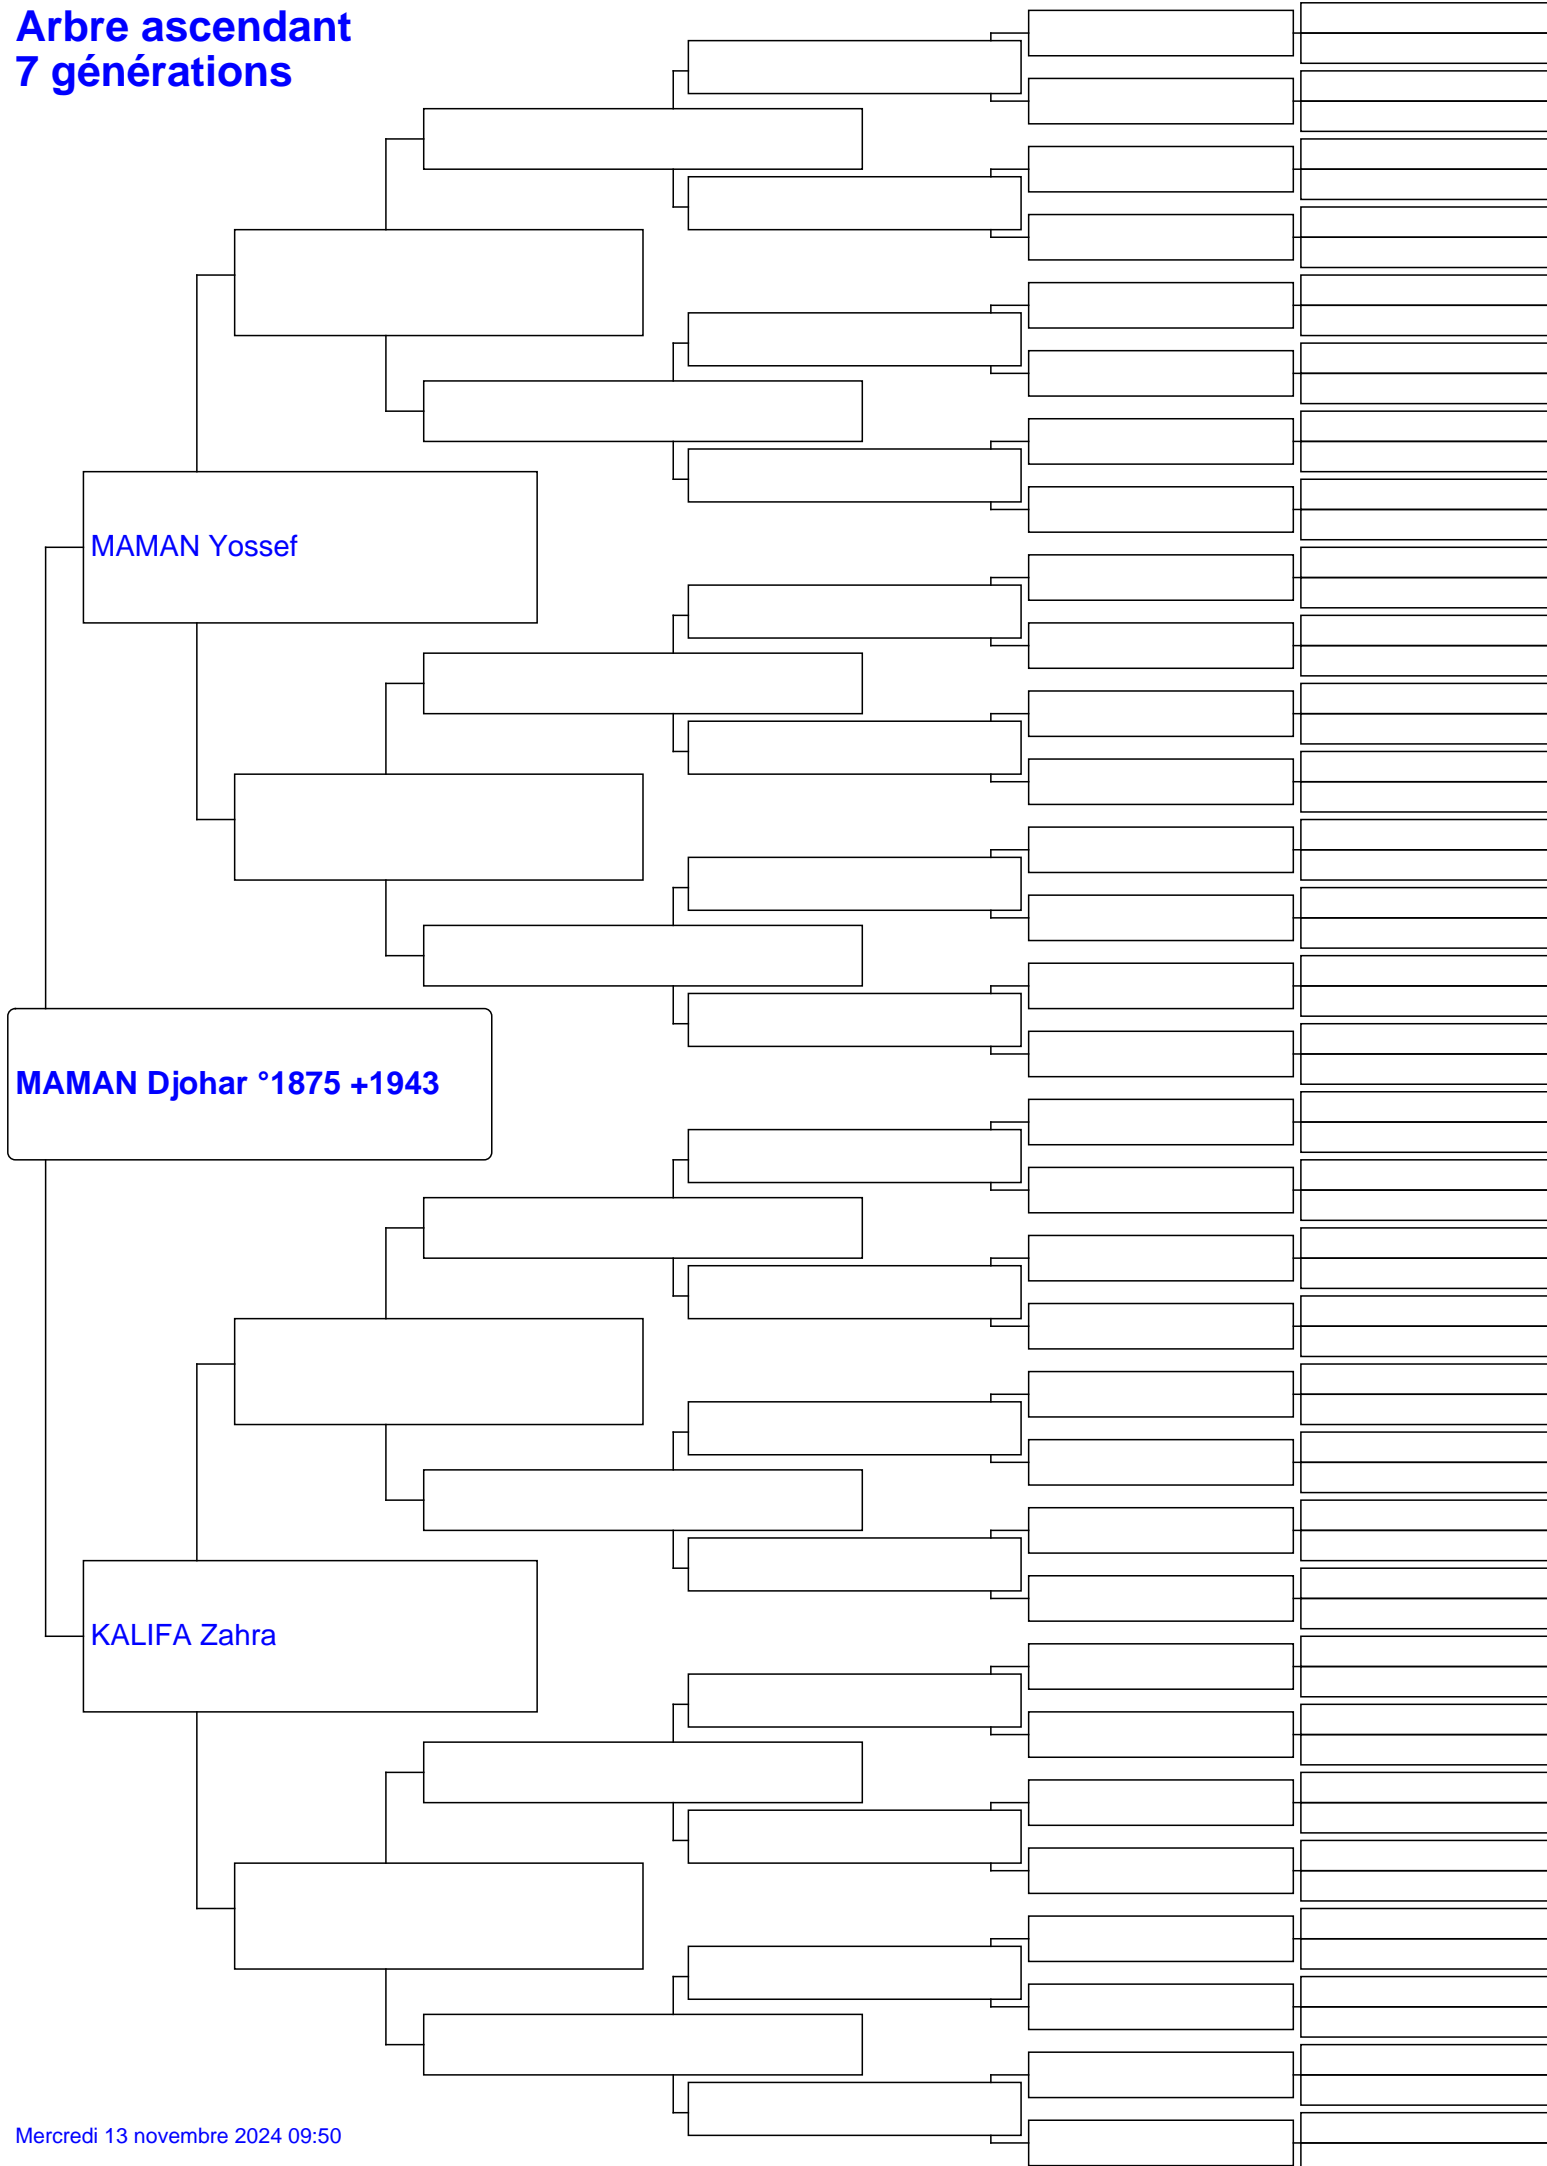 Arbre ascendant
7 générations
MAMAN Yossef
MAMAN Djohar °1875 +1943
KALIFA Zahra
Mercredi 13 novembre 2024 09:50